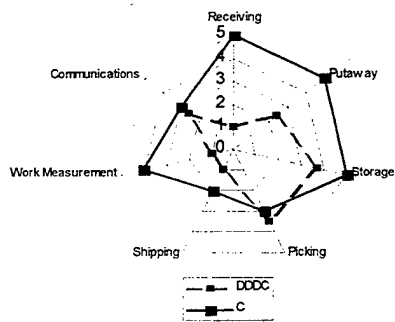 Receiving
5
4
3
2
1
0
Putaway
Storage
Picking
Shipping
Work Measurement
Communications
DDDC
C